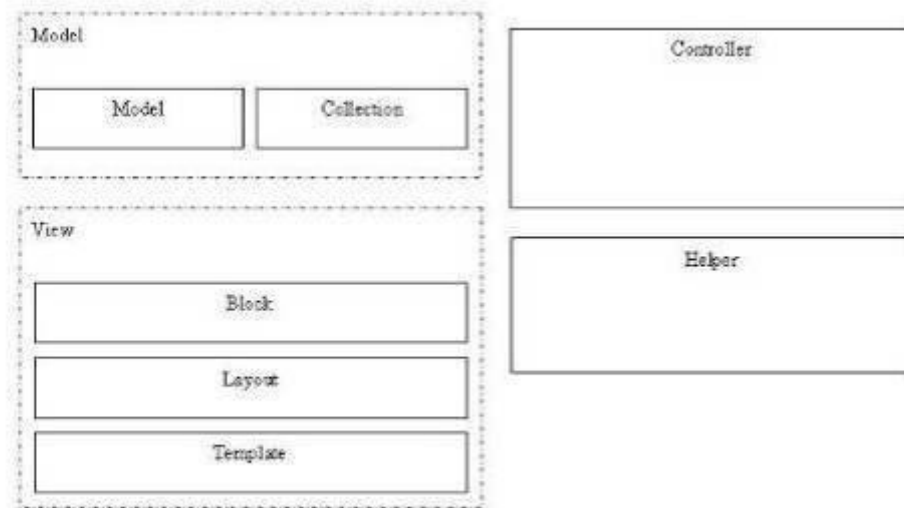 Model
Model
Collection
View
Block
Layout
Template
Controller
Helper